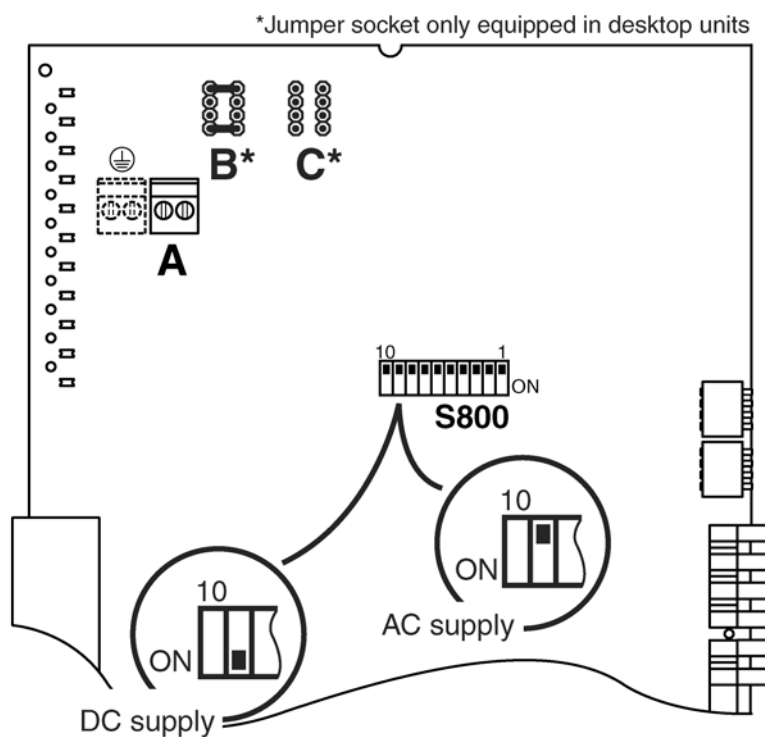 *Jumper socket only equipped in desktop units
B* C*
A
10 1
ON
S800
10
ON
AC supply
10
ON
DC supply